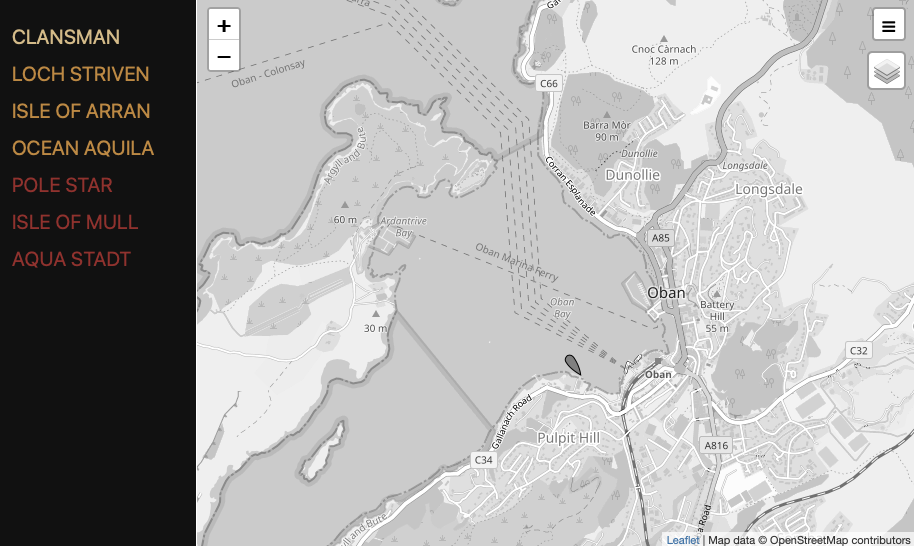 CLANSMAN
LOCH STRIVEN
ISLE OF ARRAN
OCEAN AQUILA
POLE STAR
ISLE OF MULL
AQUA STADT
+
−
Oban - Colonsay
Cnoc Càrnach
128 m
C66
Barra Mòr
90 m
Dunollie
Dunollie
Corran Esplanade
Longsdale
Longsdale
Argyll and Bute
60 m
Ardantrive
Bay
A85
Oban Marina Ferry
Oban
Oban
Bay
Battery
Hill
55 m
30 m
C32
Oban
Gallanach Road
Pulpit Hill
A816
C34
Leaflet | Map data © OpenStreetMap contributors